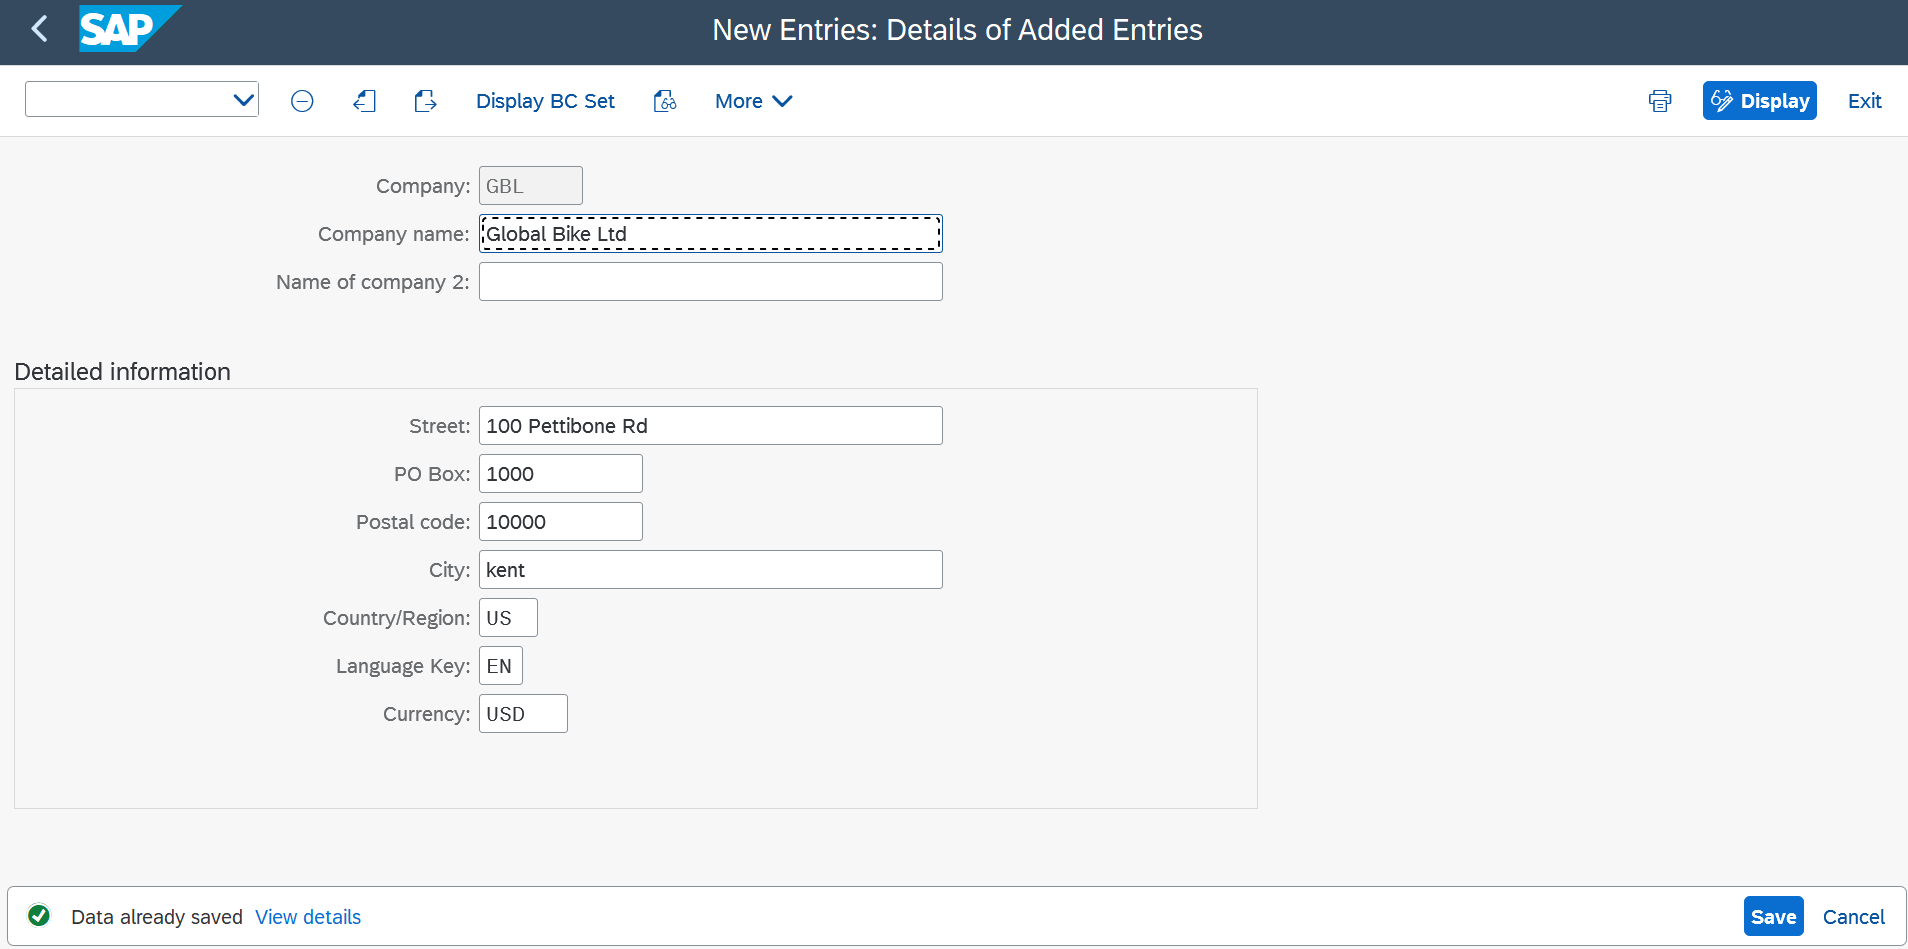 SAP
New Entries: Details of Added Entries
Display BC Set
More
Display
Exit
Company: GBL
Company name: Global Bike Ltd
Name of company 2:
Detailed information
Street: 100 Pettibone Rd
PO Box: 1000
Postal code: 10000
City: kent
Country/Region: US
Language Key: EN
Currency: USD
Data already saved View details
Save
Cancel